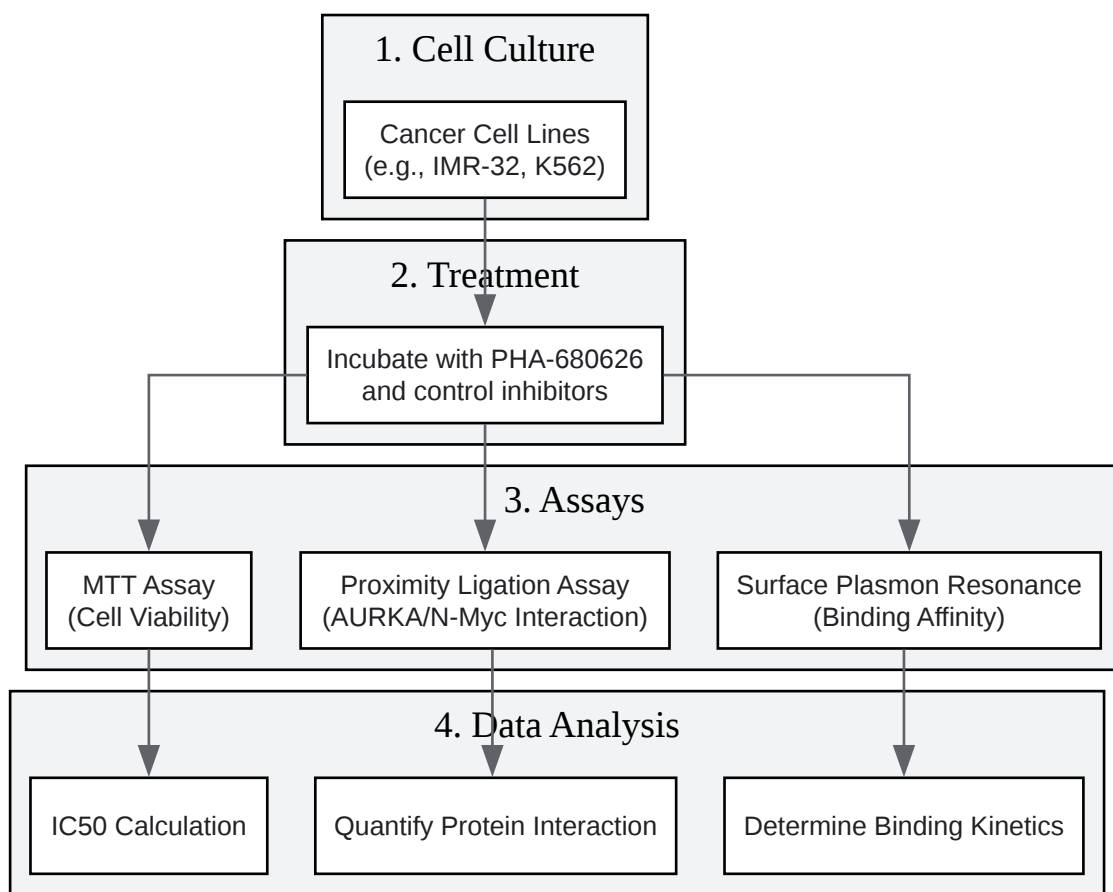 1. Cell Culture
Cancer Cell Lines
(e.g., IMR-32, K562)
2. Treatment
Incubate with PHA-680626
and control inhibitors
3. Assays
MTT Assay
(Cell Viability)
Proximity Ligation Assay
(AURKA/N-Myc Interaction)
Surface Plasmon Resonance
(Binding Affinity)
4. Data Analysis
IC50 Calculation
Quantify Protein Interaction
Determine Binding Kinetics